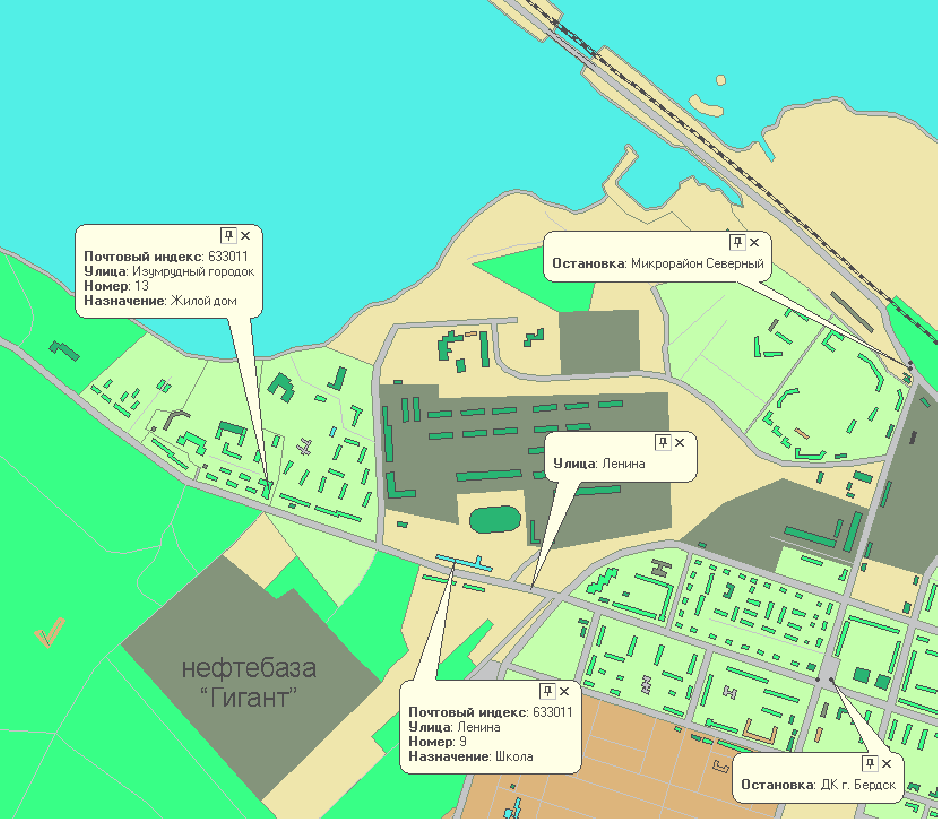 Почтовый индекс: 633011
Улица: Изумрудный городок
Номер: 13
Назначение: Жилой дом
Остановка: Микрорайон Северный
Улица: Ленина
нефтебаза
“Гигант”
Почтовый индекс: 633011
Улица: Ленина
Номер: 9
Назначение: Школа
Остановка: ДК г. Бердск